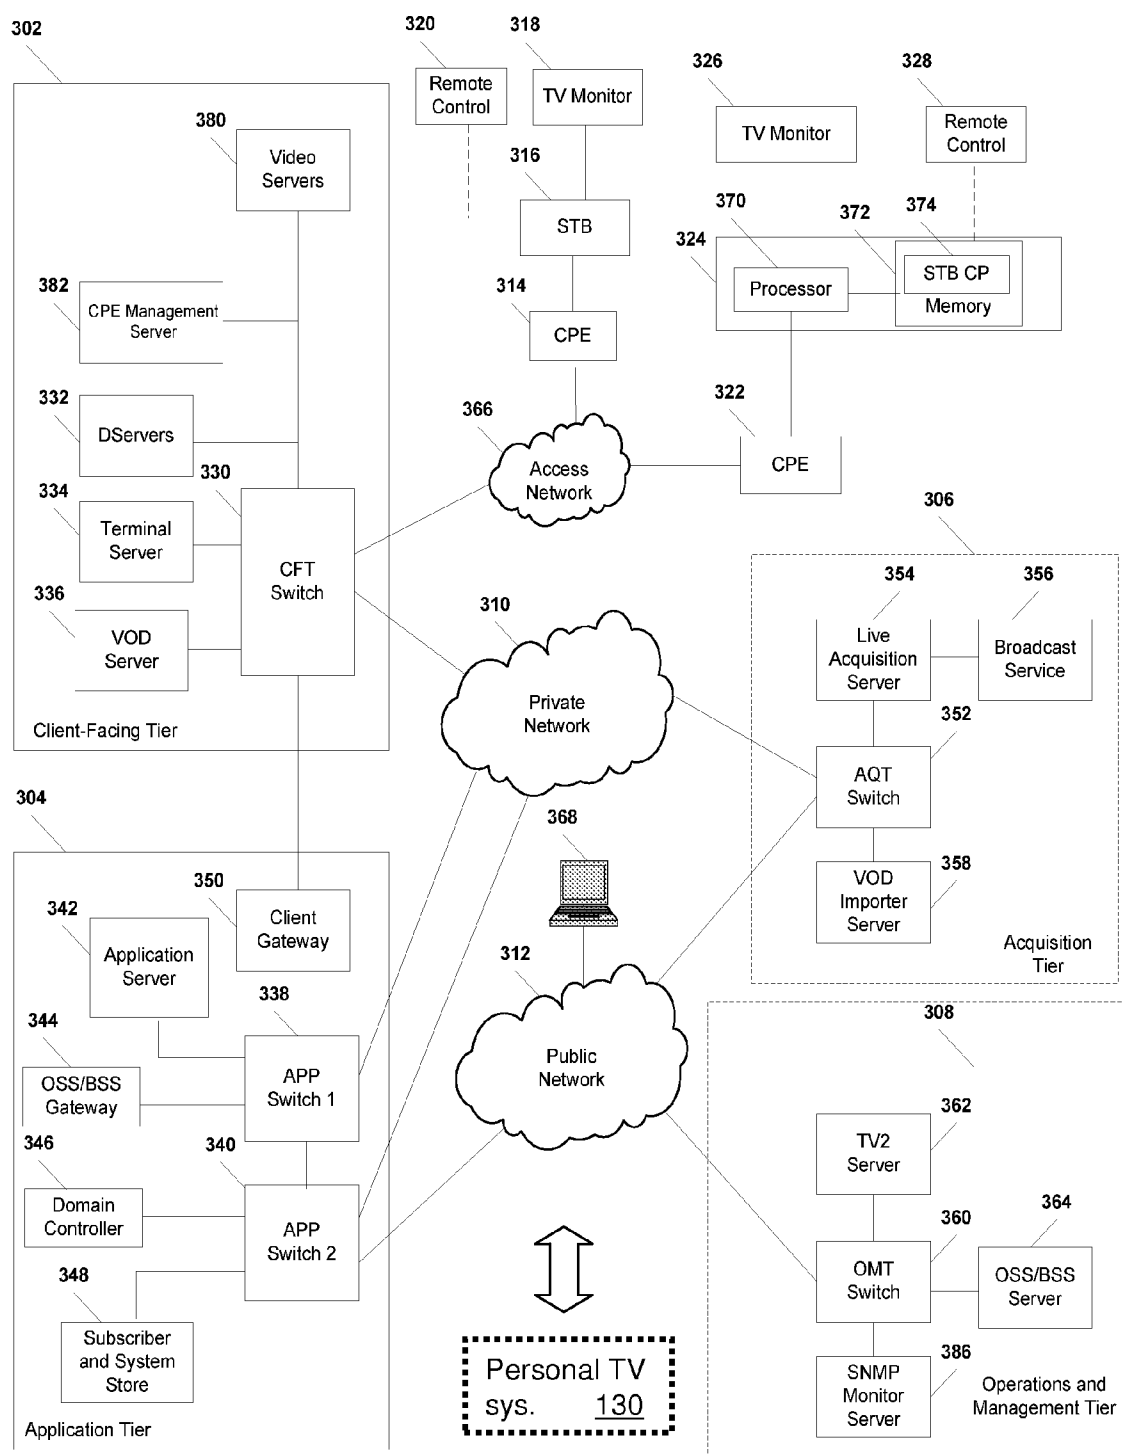 302
320
318
Remote
Control
TV Monitor
326
328
TV Monitor
Remote
Control
380
Video
Servers
316
STB
370
372
374
324
Processor
STB CP
Memory
382
CPE Management
Server
314
CPE
332
DServers
366
Access
Network
322
CPE
330
334
Terminal
Server
CFT
Switch
336
VOD
Server
Client-Facing Tier
310
Private
Network
306
354
356
Live
Acquisition
Server
Broadcast
Service
352
AQT
Switch
358
VOD
Importer
Server
Acquisition
Tier
304
368
350
Client
Gateway
342
Application
Server
312
Public
Network
338
344
OSS/BSS
Gateway
APP
Switch 1
346
340
Domain
Controller
APP
Switch 2
348
Subscriber
and System
Store
Application Tier
308
362
TV2
Server
360
364
OMT
Switch
OSS/BSS
Server
386
SNMP
Monitor
Server
Operations and
Management Tier
Personal TV
sys. 130